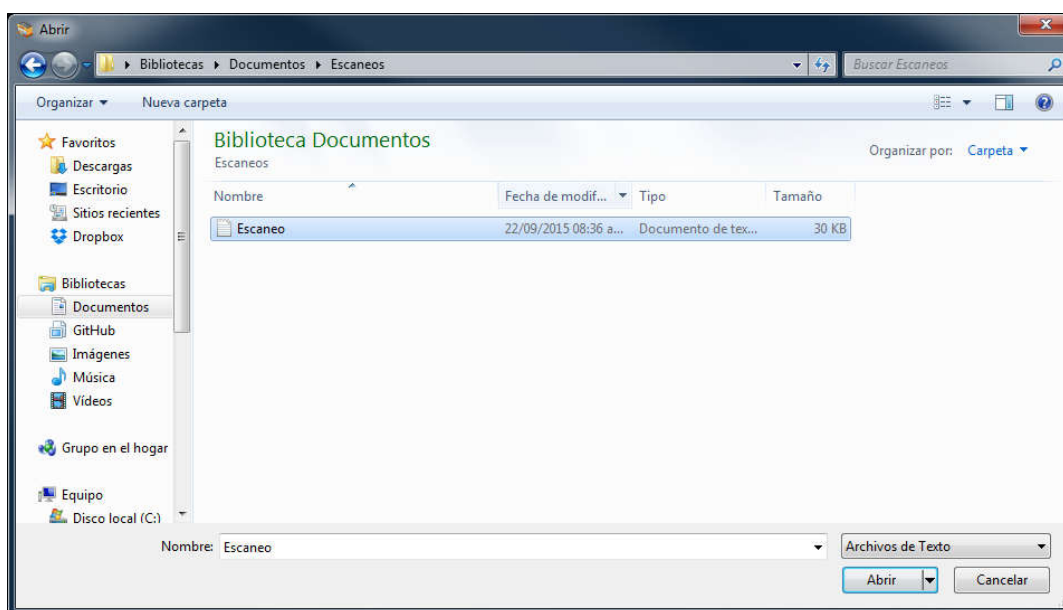 Abrir
Bibliotecas Documentos Escaneos
Buscar Escaneos
Organizar Nueva carpeta
Favoritos
Descargas
Escritorio
Sitios recientes
Dropbox
Bibliotecas
Documentos
GitHub
Imágenes
Música
Vídeos
Grupo en el hogar
Equipo
Disco local (C:)
Biblioteca Documentos
Escaneos
Organizar por: Carpeta
Nombre Fecha de modif... Tipo Tamaño
Escaneo 22/09/2015 08:36 a... Documento de tex... 30 KB
Nombre: Escaneo
Archivos de Texto
Abrir Cancelar